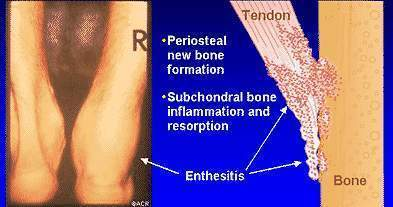 R
Tendon
•Periosteal
new bone
formation
•Subchondral bone
inflammation and
resorption
Enthesitis
Bone
©ACR